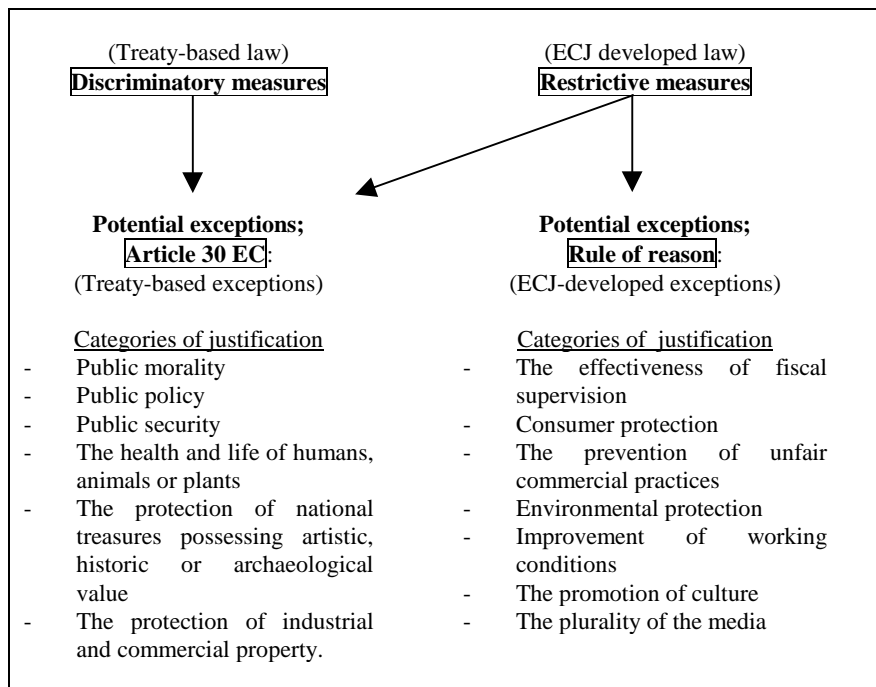 (Treaty-based law)
Discriminatory measures
(ECJ developed law)
Restrictive measures
Potential exceptions;
Article 30 EC:
(Treaty-based exceptions)
Categories of justification
- Public morality
- Public policy
- Public security
- The health and life of humans,
animals or plants
- The protection of national
treasures possessing artistic,
historic or archaeological
value
- The protection of industrial
and commercial property.
Potential exceptions;
Rule of reason:
(ECJ-developed exceptions)
Categories of justification
- The effectiveness of fiscal
supervision
- Consumer protection
- The prevention of unfair
commercial practices
- Environmental protection
- Improvement of working
conditions
- The promotion of culture
- The plurality of the media